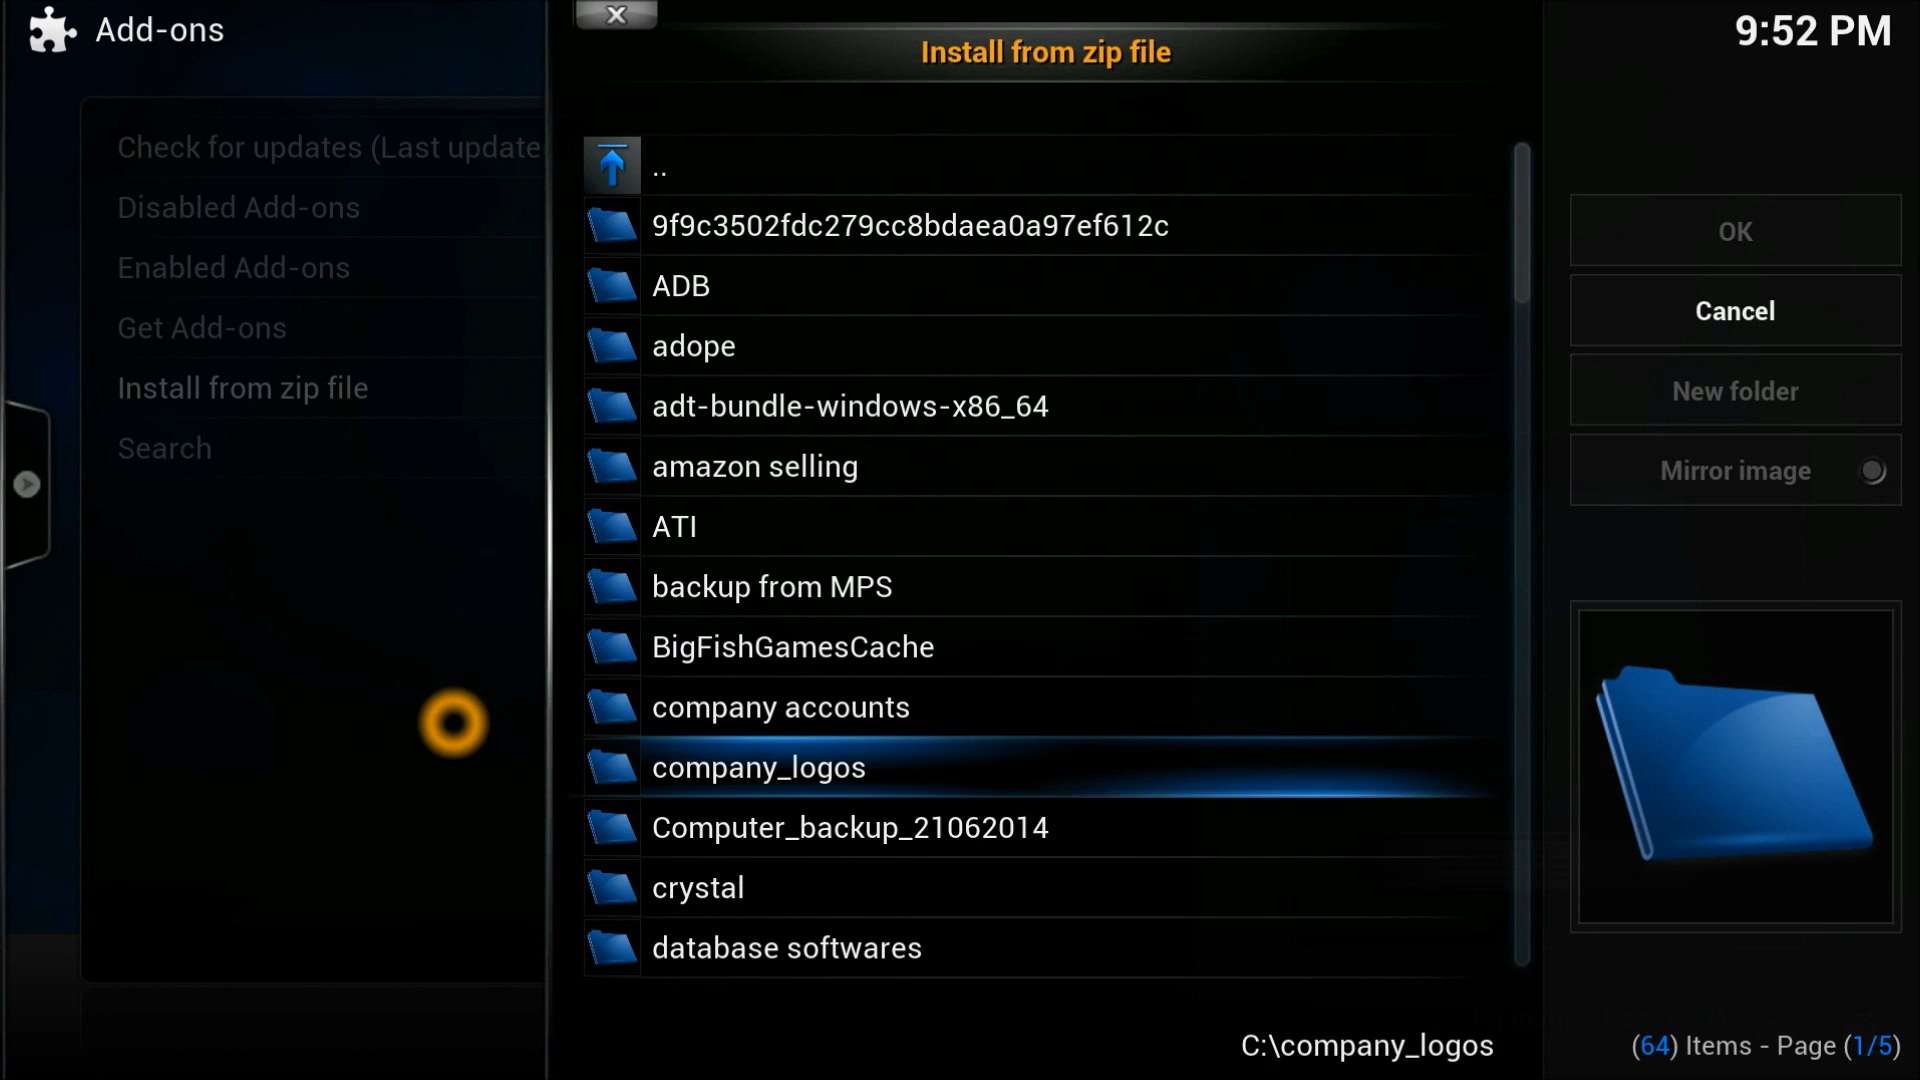 Add-ons
X
Install from zip file
9:52 PM
Check for updates (Last update
Disabled Add-ons
Enabled Add-ons
Get Add-ons
Install from zip file
Search
..
9f9c3502fdc279cc8bdaea0a97ef612c
ADB
adope
adt-bundle-windows-x86_64
amazon selling
ATI
backup from MPS
BigFishGamesCache
company accounts
company_logos
Computer_backup_21062014
crystal
database softwares
OK
Cancel
New folder
Mirror image
C:\company_logos
(64) Items - Page (1/5)